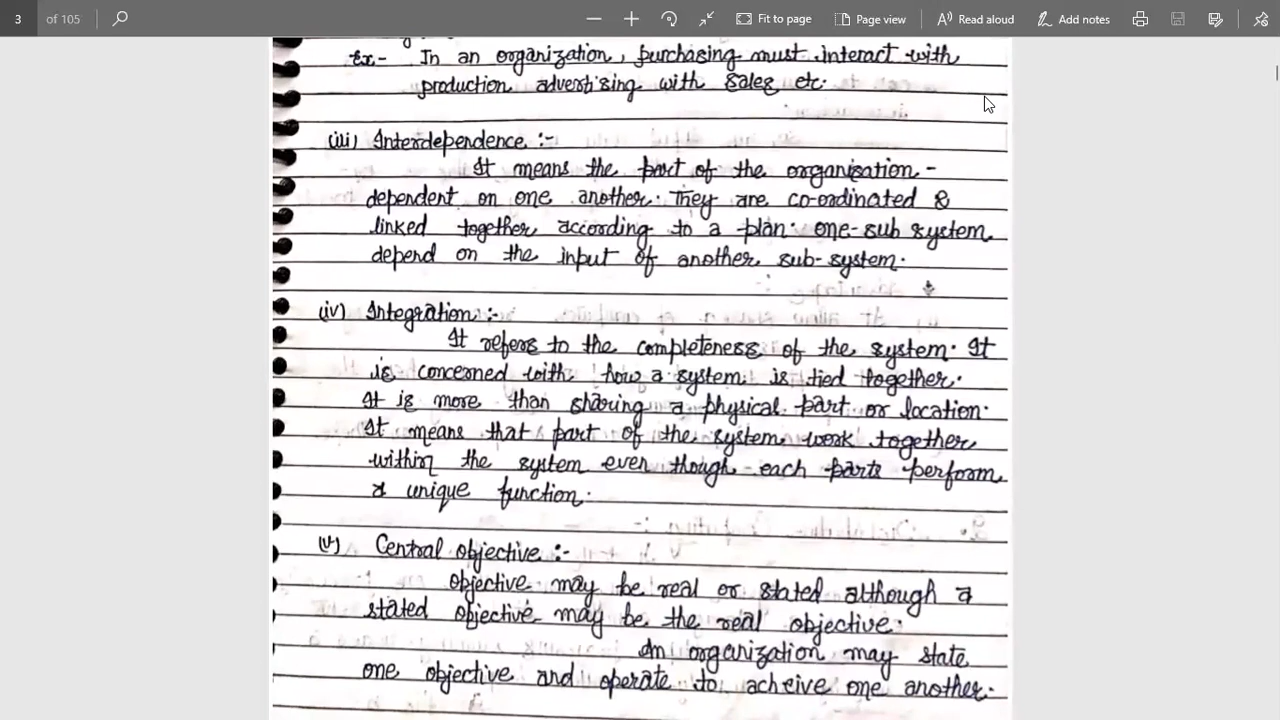 3 of 105 Fit to page Page view Read aloud Add notes
Ex- In an organization, purchasing must interact with
production advertising with sales etc.
(iii) Interdependence :-
It means the part of the organisation -
dependent on one another. They are co-ordinated &
linked together according to a plan. one-sub system
depend on the input of another sub-system.
(iv) Integration :-
It refers to the completeness of the system. It
is concerned with how a system is tied together.
It is more than sharing a physical part or location.
It means that part of the system work together
within the system even though each parts perform
a unique function.
(v) Central objective :-
objective may be real or stated although a
stated objective may be the real objective.
An organization may state
one objective and operate to acheive one another.